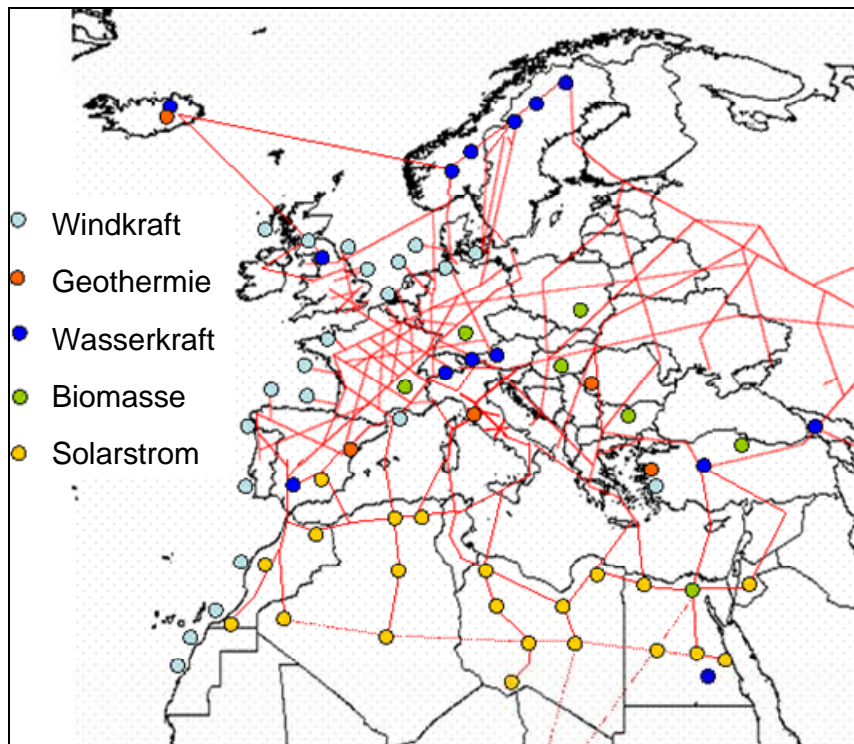 Windkraft
Geothermie
Wasserkraft
Biomasse
Solarstrom